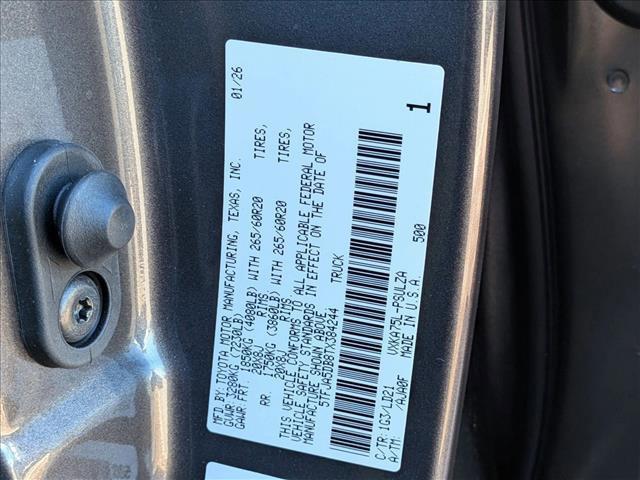 MFD.BY: TOYOTA MOTOR MANUFACTURING, TEXAS, INC. 01/26
GVWR 3280KG (7230LB)
GAWR FR. 1850KG (4080LB) WITH 265/60R20 TIRES,
20X8J RIMS
RR. 1750KG (3860LB) WITH 265/60R20 TIRES,
20X8J RIMS
THIS VEHICLE CONFORMS TO ALL APPLICABLE FEDERAL MOTOR
VEHICLE SAFETY STANDARDS IN EFFECT ON THE DATE OF
MANUFACTURE SHOWN ABOVE.
TRUCK
C/TR:1G3/LD21 VXKA75L-PSULZA 500 1
A/TM: /AJA0F MADE IN U.S.A.